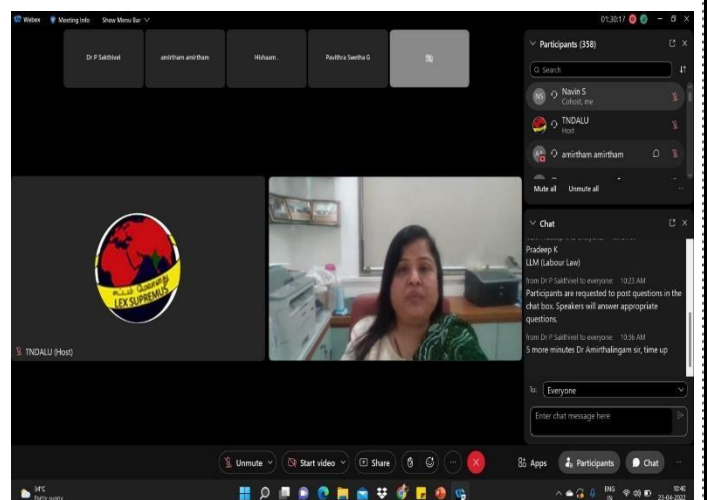 Webex
Meeting Info
Show Menu Bar
01:30:17
Dr P Sakthivel
amirtham amirtham
Hishaam .
Pavithra Swetha G
Participants (358)
Search
NS
Navin S
Cohost, me
TNDALU
Host
amirtham amirtham
Mute all
Unmute all
LEX SUPREMUS
TNDALU (Host)
Chat
Pradeep K
LLM (Labour Law)
from Dr P Sakthivel to everyone: 10:23 AM
Participants are requested to post questions in the
chat box. Speakers will answer appropriate
questions.
from Dr P Sakthivel to everyone: 10:36 AM
5 more minutes Dr Amirthalingam sir, time up
To:
Everyone
Enter chat message here
Unmute
Start video
Share
Apps
Participants
Chat
34°C
Partly sunny
ENG
IN
10:40
23-04-2022